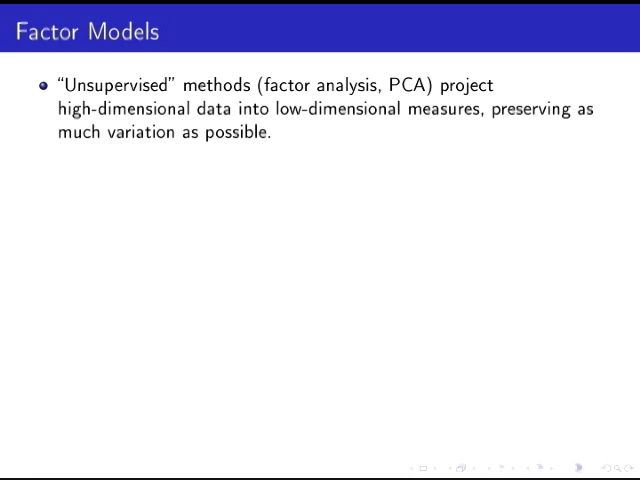 Factor Models
“Unsupervised” methods (factor analysis, PCA) project
high-dimensional data into low-dimensional measures, preserving as
much variation as possible.